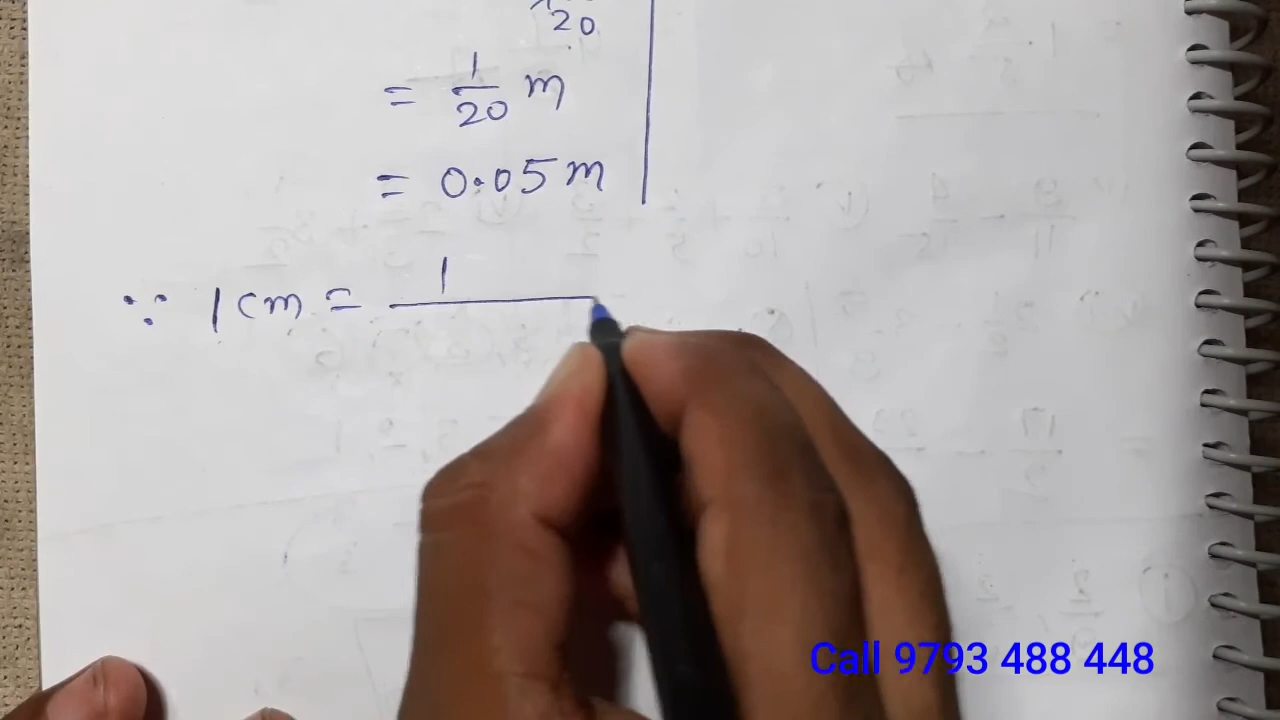 20
= 1/20 m
= 0.05 m
∵ 1 cm = 1
Call 9793 488 448